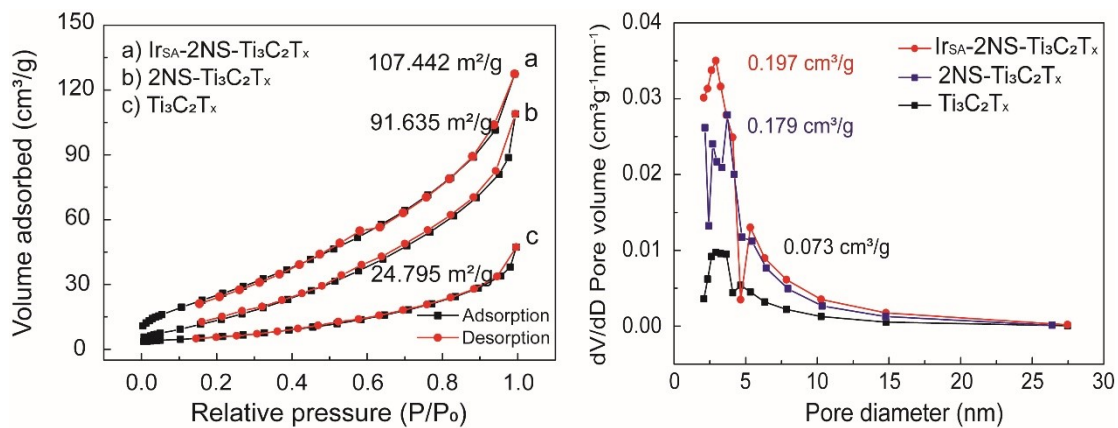 150
120
90
60
30
0
Volume adsorbed (cm³/g)
a) IrSA-2NS-Ti₃C₂Tₓ
b) 2NS-Ti₃C₂Tₓ
c) Ti₃C₂Tₓ
107.442 m²/g
a
91.635 m²/g
b
24.795 m²/g
c
Adsorption
Desorption
0.0 0.2 0.4 0.6 0.8 1.0
Relative pressure (P/P₀)
0.04
0.03
0.02
0.01
0.00
dV/dD Pore volume (cm³g⁻¹nm⁻¹)
IrSA-2NS-Ti₃C₂Tₓ
2NS-Ti₃C₂Tₓ
Ti₃C₂Tₓ
0.197 cm³/g
0.179 cm³/g
0.073 cm³/g
0 5 10 15 20 25 30
Pore diameter (nm)